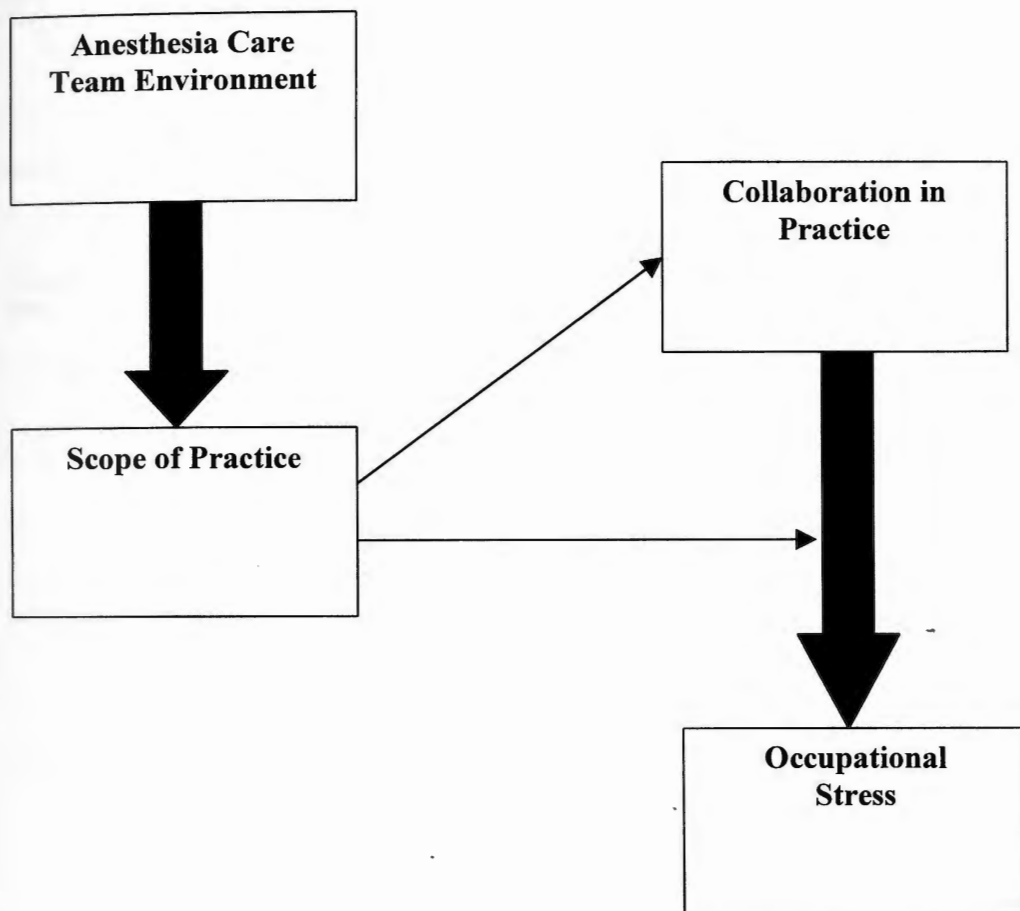 Anesthesia Care
Team Environment
Collaboration in
Practice
Scope of Practice
Occupational
Stress